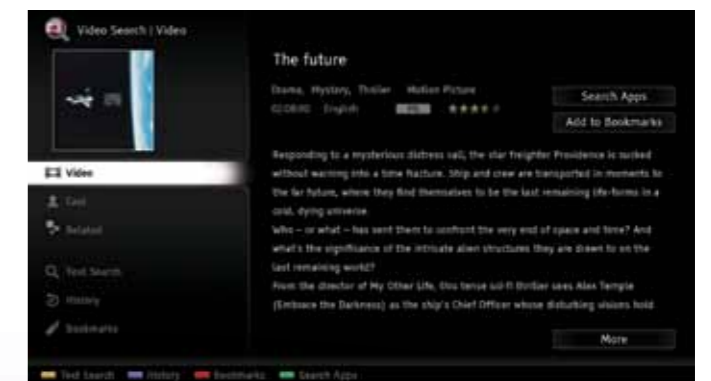 Video Search | Video
The future
Drama, Mystery, Thriller Motion Picture
02:08:00 English PG
Search Apps
Add to Bookmarks
Video
Cast
Related
Text Search
History
Bookmarks
Responding to a mysterious distress call, the star freighter Providence is sucked
without warning into a time fracture. Ship and crew are transported in moments to
the far future, where they find themselves to be the last remaining life-forms in a
cold, dying universe.
Who – or what – has sent them to confront the very end of space and time? And
what's the significance of the intricate alien structures they are drawn to on the
last remaining world?
From the director of My Other Life, this tense sci-fi thriller sees Alex Temple
(Embrace the Darkness) as the ship's Chief Officer whose disturbing visions hold
More
Text Search History Bookmarks Search Apps